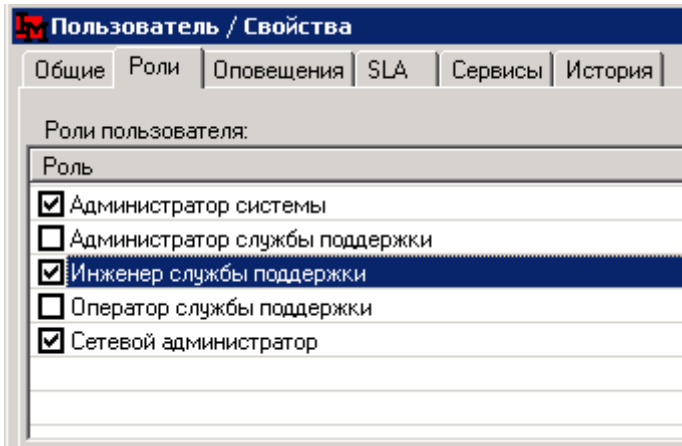 Пользователь / Свойства
Общие Роли Оповещения SLA Сервисы История
Роли пользователя:
Роль
Администратор системы
Администратор службы поддержки
Инженер службы поддержки
Оператор службы поддержки
Сетевой администратор